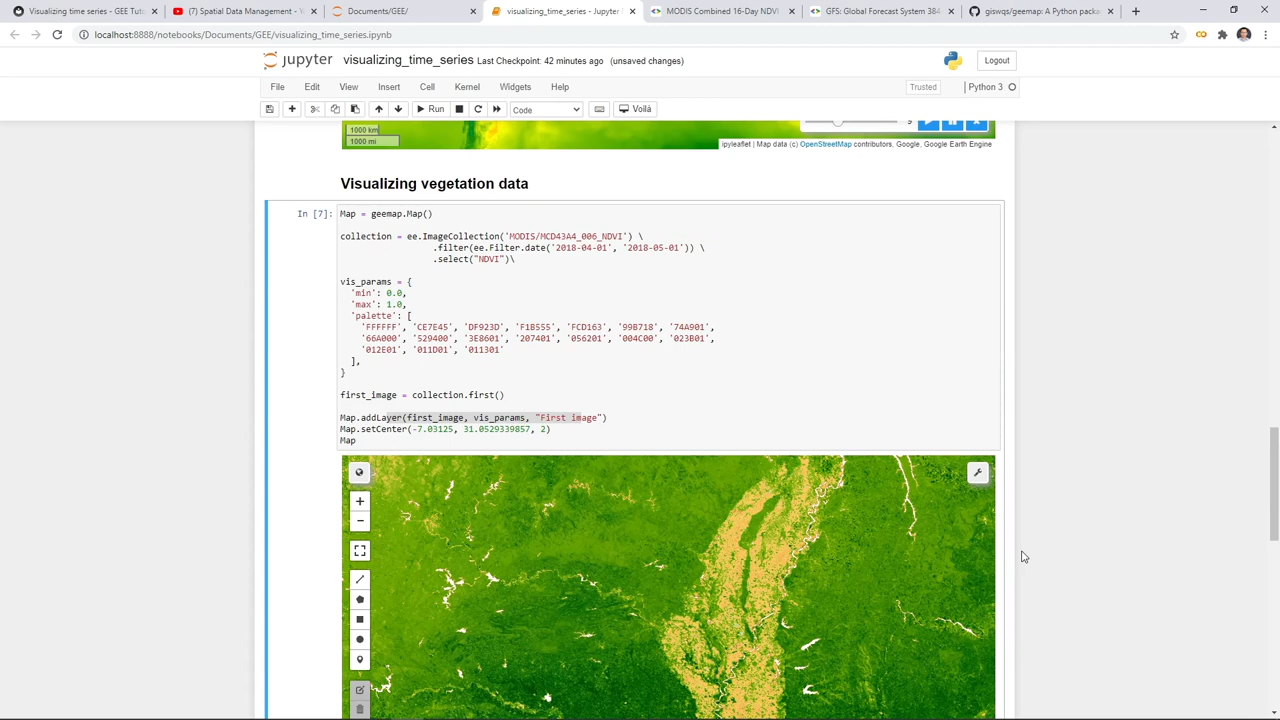 Visualizing time series - GEE Tuto
(7) Spatial Data Management - Y
Documents/GEE/
visualizing_time_series - Jupyter
MODIS Combined 16-Day NDVI
GFS: Global Forecast System 384-
giswqs/geemap: A Python packa
localhost:8888/notebooks/Documents/GEE/visualizing_time_series.ipynb
jupyter visualizing_time_series Last Checkpoint: 42 minutes ago (unsaved changes)
Logout
File Edit View Insert Cell Kernel Widgets Help
Trusted
Python 3
Run
Code
Voilà
1000 km
1000 mi
9
ipyleaflet | Map data (c) OpenStreetMap contributors, Google, Google Earth Engine
Visualizing vegetation data
In [7]:
Map = geemap.Map()
collection = ee.ImageCollection('MODIS/MCD43A4_006_NDVI') \
.filter(ee.Filter.date('2018-04-01', '2018-05-01')) \
.select("NDVI")\
vis_params = {
'min': 0.0,
'max': 1.0,
'palette': [
'FFFFFF', 'CE7E45', 'DF923D', 'F1B555', 'FCD163', '99B718', '74A901',
'66A000', '529400', '3E8601', '207401', '056201', '004C00', '023B01',
'012E01', '011D01', '011301'
],
}
first_image = collection.first()
Map.addLayer(first_image, vis_params, "First image")
Map.setCenter(-7.03125, 31.0529339857, 2)
Map